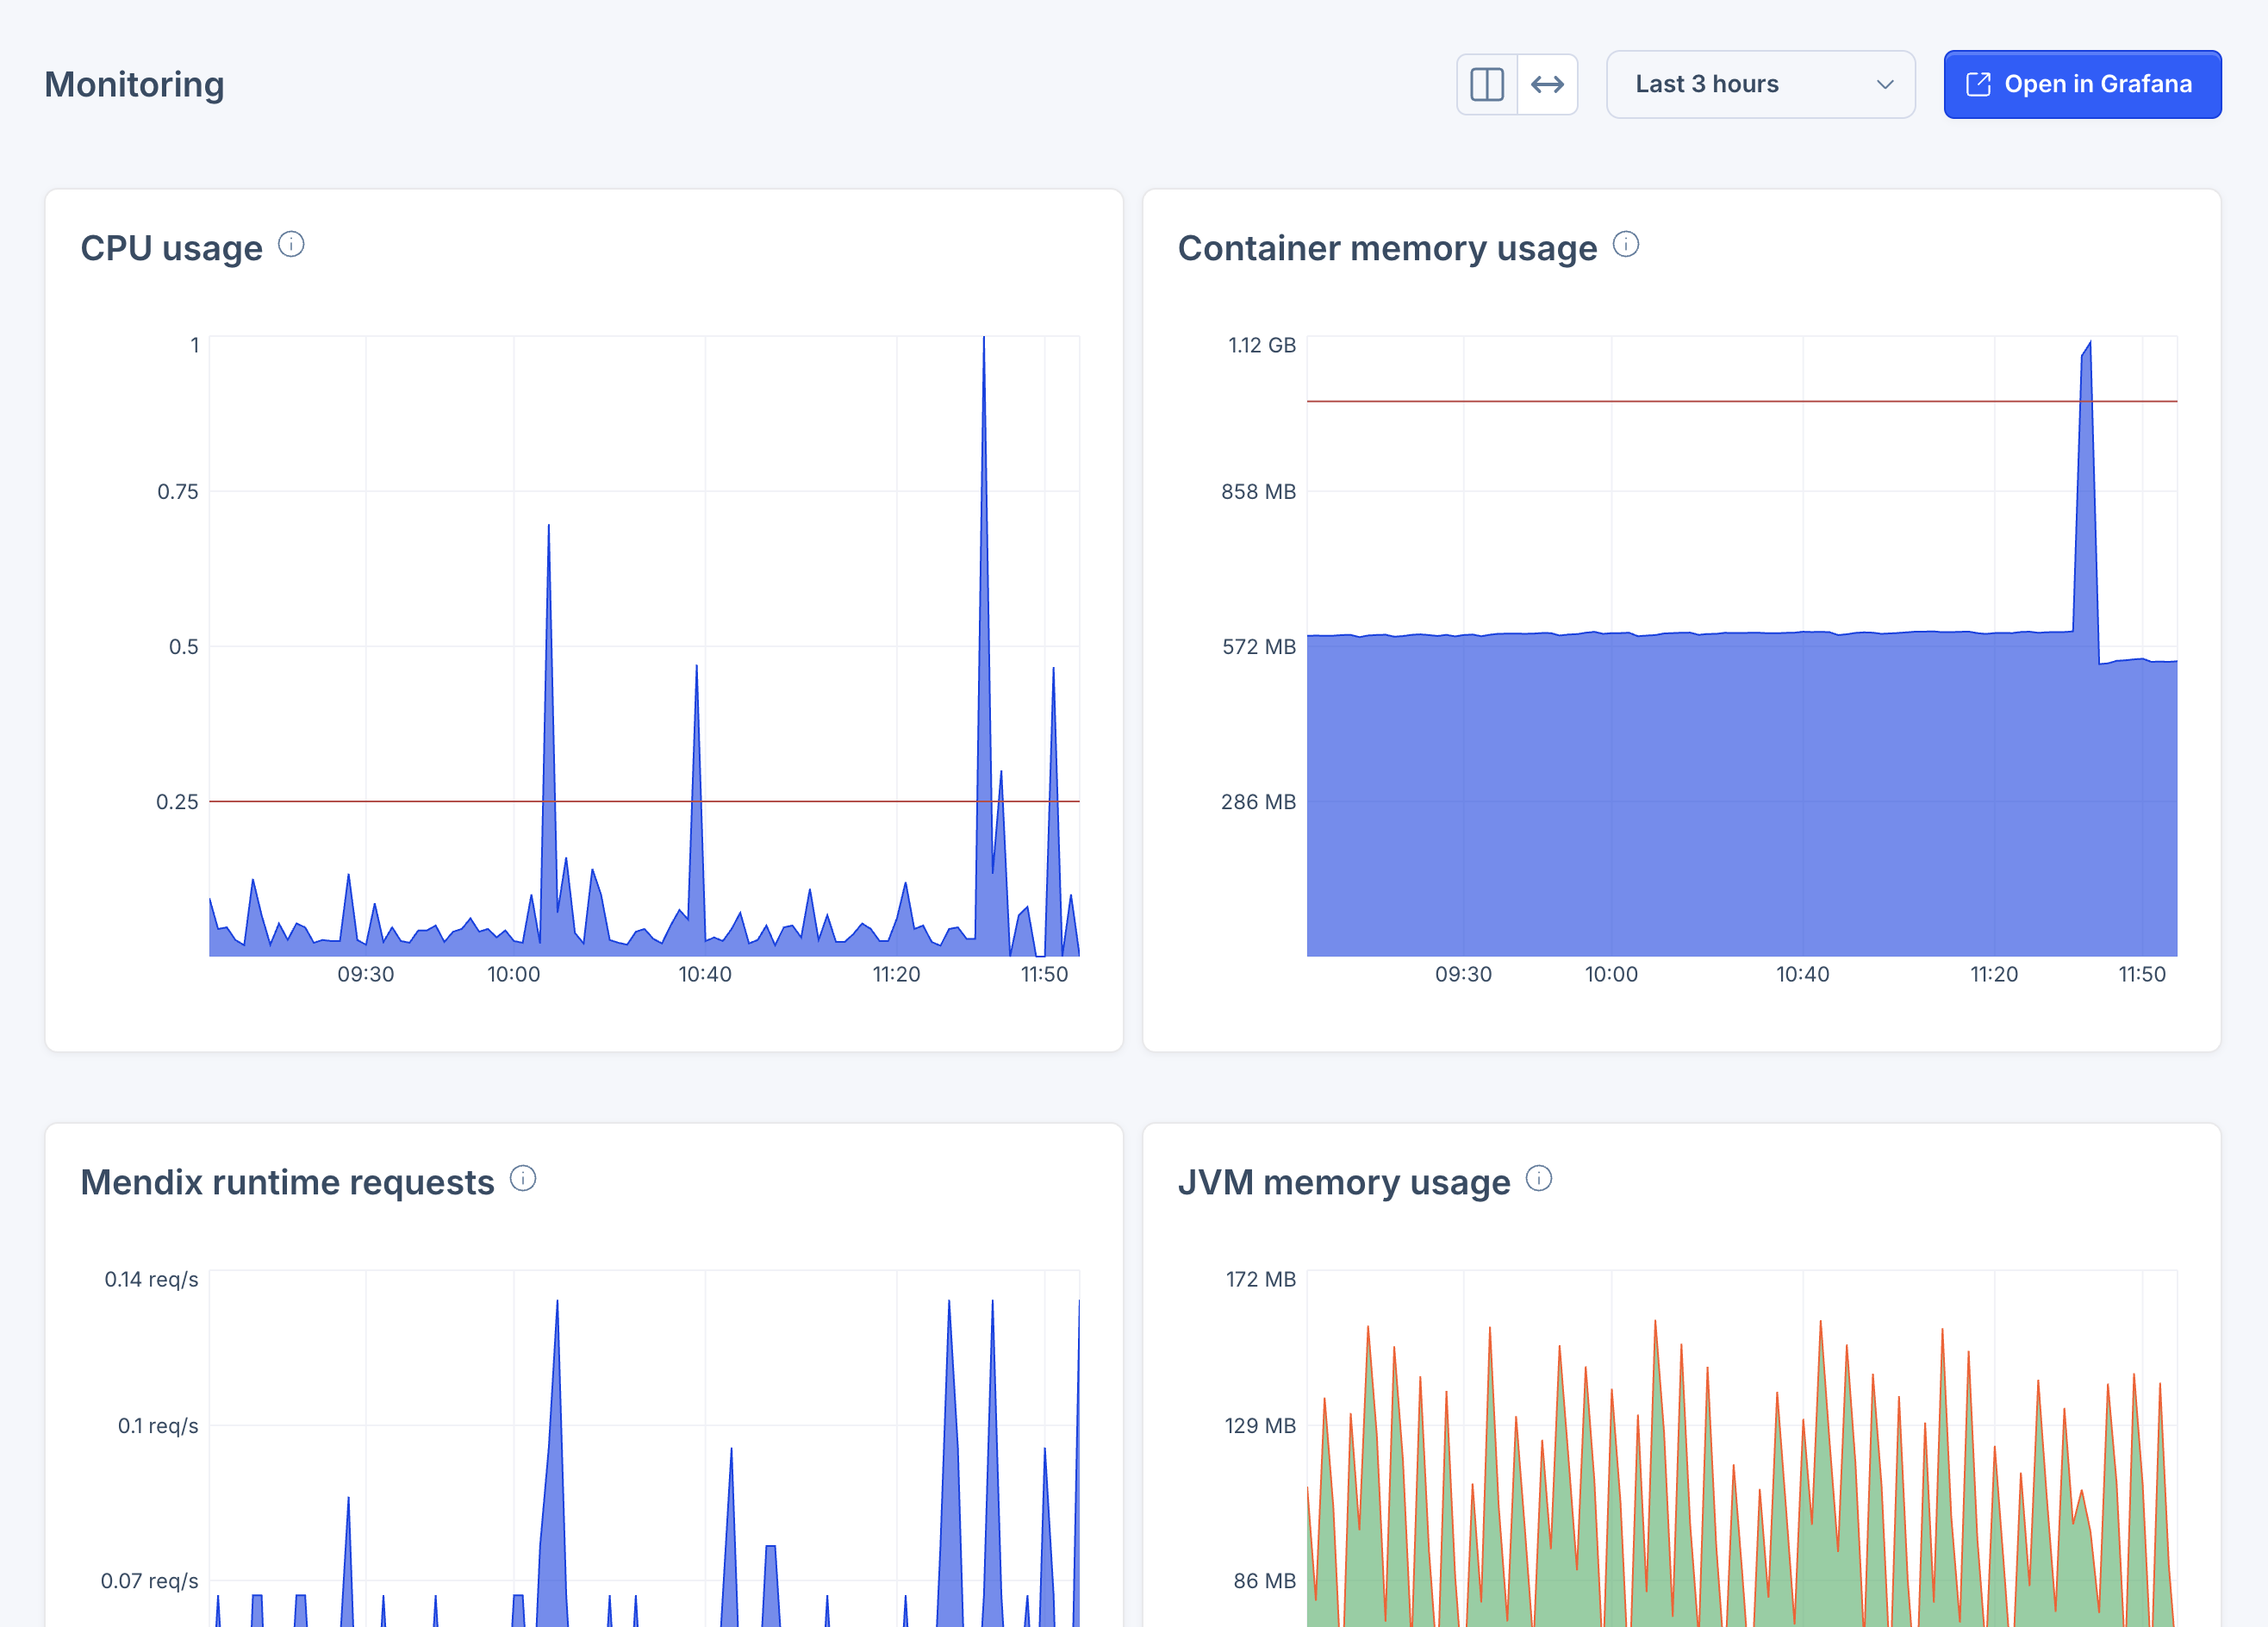 Monitoring
Last 3 hours
Open in Grafana
CPU usage
1
0.75
0.5
0.25
09:30 10:00 10:40 11:20 11:50
Container memory usage
1.12 GB
858 MB
572 MB
286 MB
09:30 10:00 10:40 11:20 11:50
Mendix runtime requests
0.14 req/s
0.1 req/s
0.07 req/s
JVM memory usage
172 MB
129 MB
86 MB